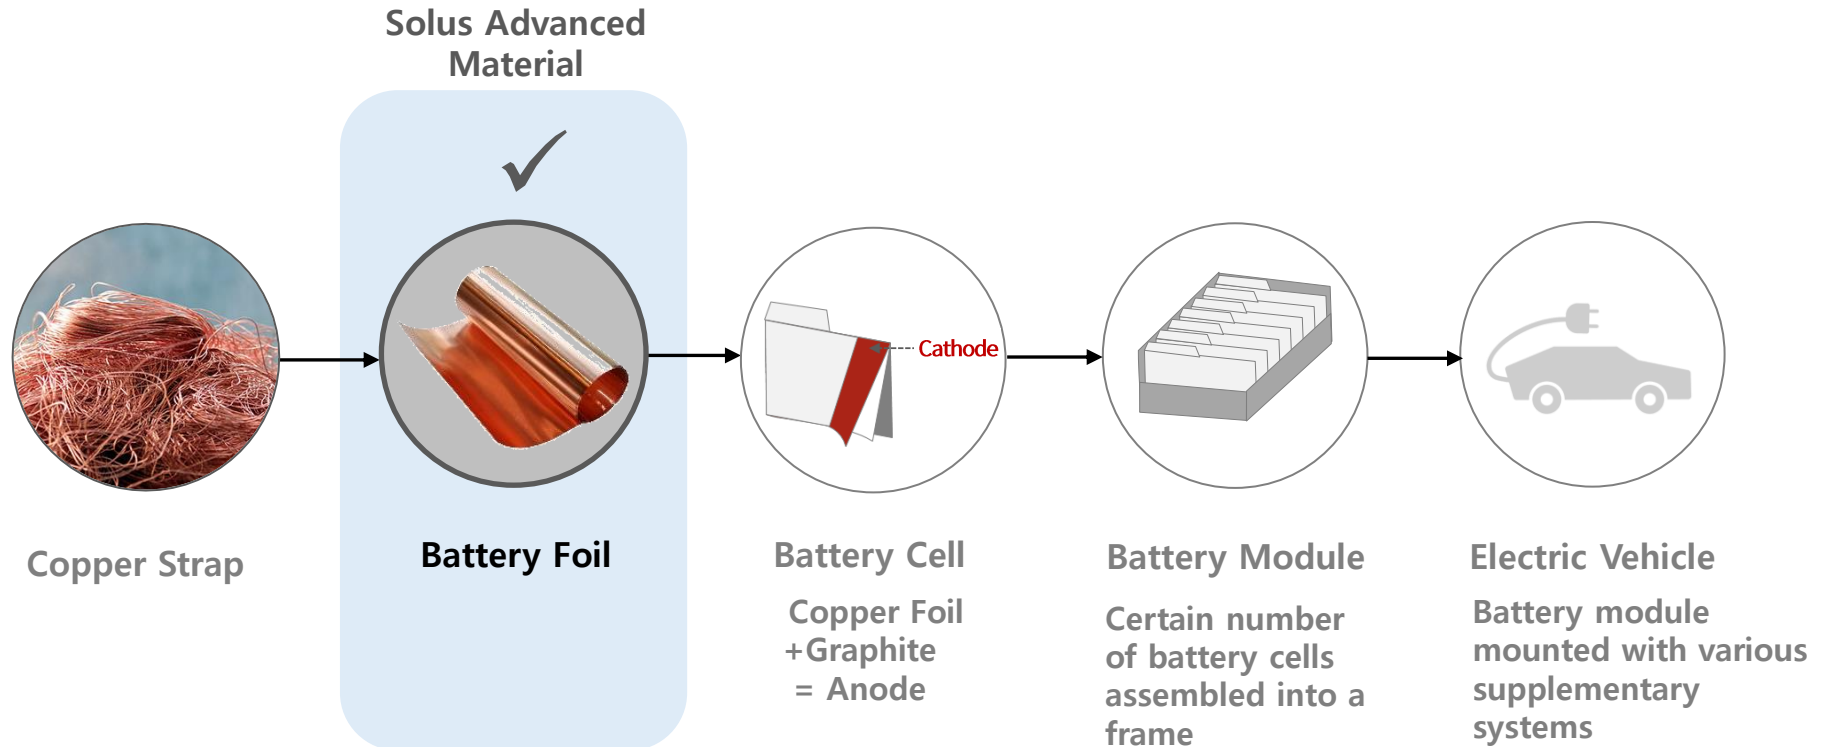 Solus Advanced
Material
Cathode
Copper Strap
Battery Foil
Battery Cell
Copper Foil
+Graphite
= Anode
Battery Module
Certain number
of battery cells
assembled into a
frame
Electric Vehicle
Battery module
mounted with various
supplementary
systems